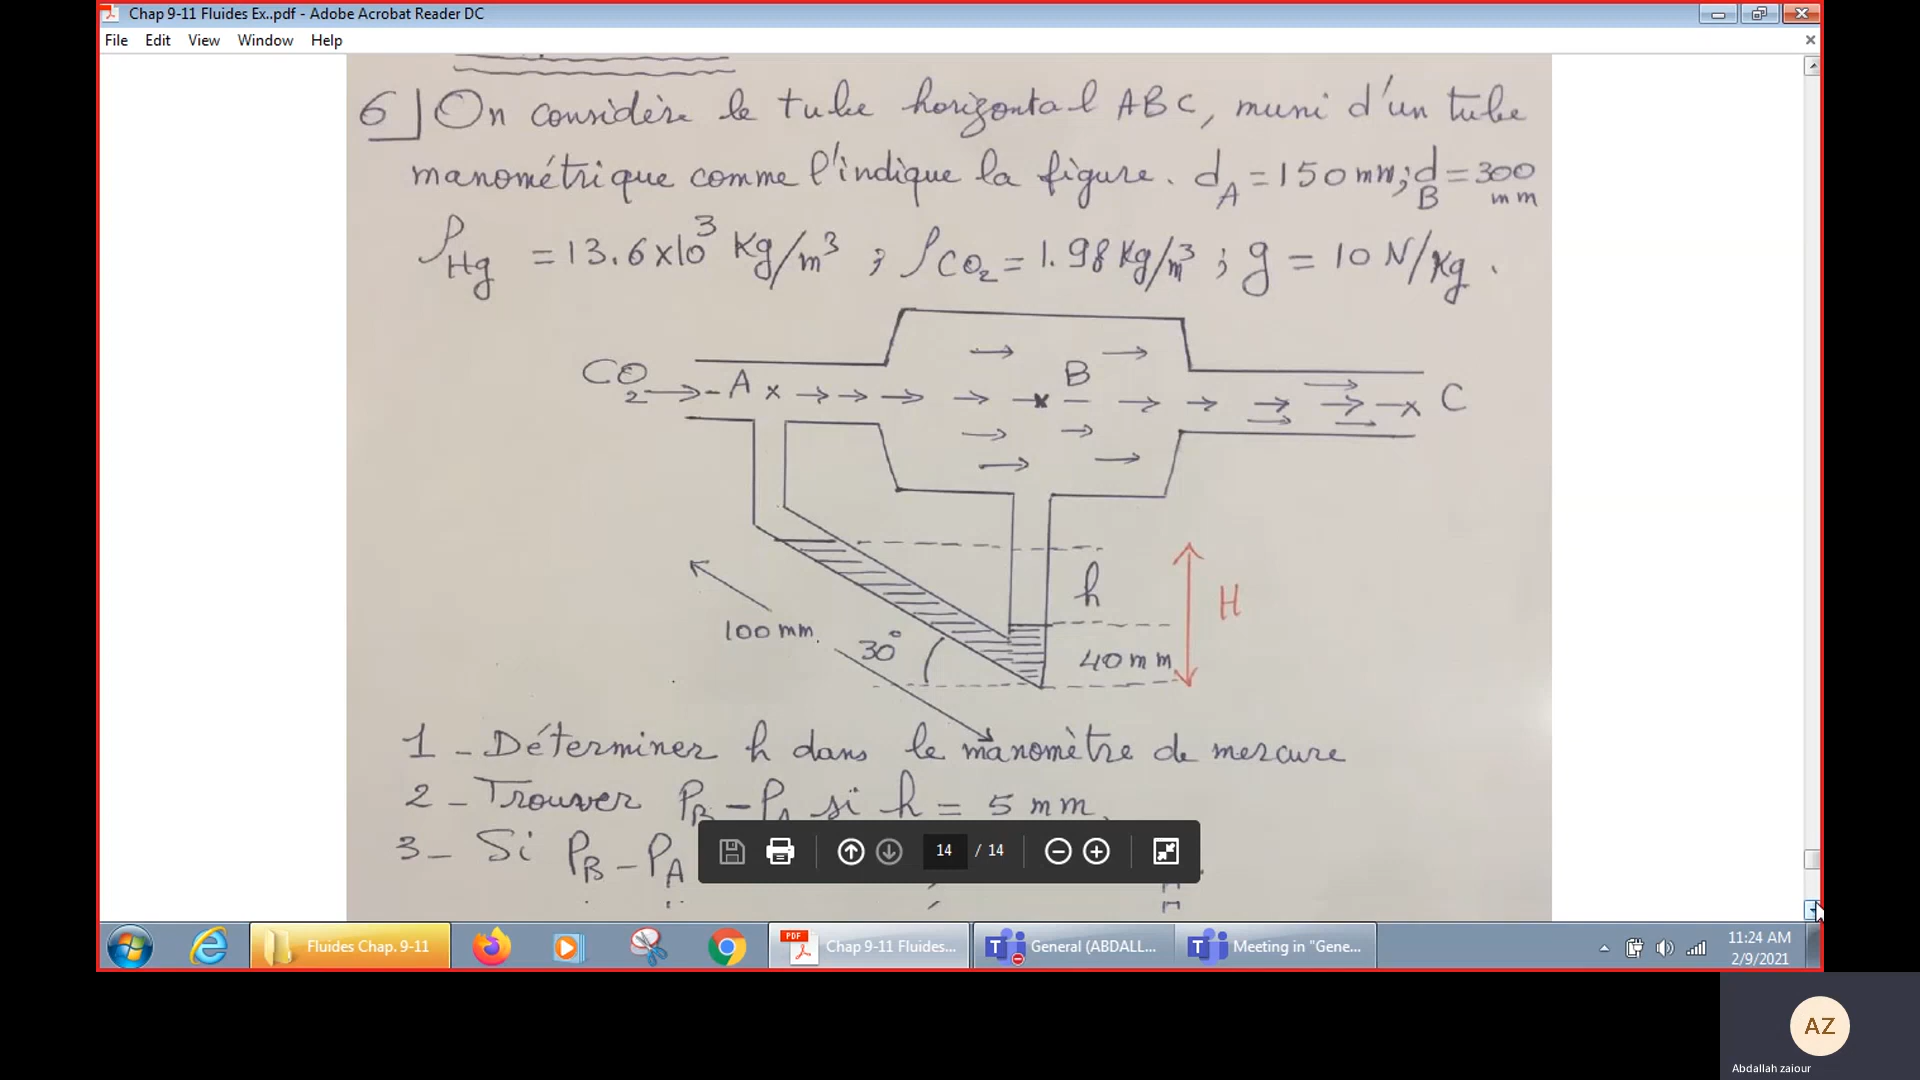 Chap 9-11 Fluides Ex..pdf - Adobe Acrobat Reader DC
File Edit View Window Help
6] On considère le tube horizontal ABC, muni d'un tube
manométrique comme l'indique la figure. dA = 150 mm; dB = 300 mm
ρHg = 13.6x10³ Kg/m³ ; ρCO₂ = 1.98 Kg/m³ ; g = 10 N/Kg.
CO₂
A
B
C
h
H
100 mm.
30°
40 mm
1 - Déterminer h dans le manomètre de mercure
2 - Trouver PB - PA si h = 5 mm.
3 - Si PB - PA
14 / 14
Fluides Chap. 9-11
Chap 9-11 Fluides...
General (ABDALL...
Meeting in "Gene...
11:24 AM
2/9/2021
PDF
AZ
Abdallah zaiour